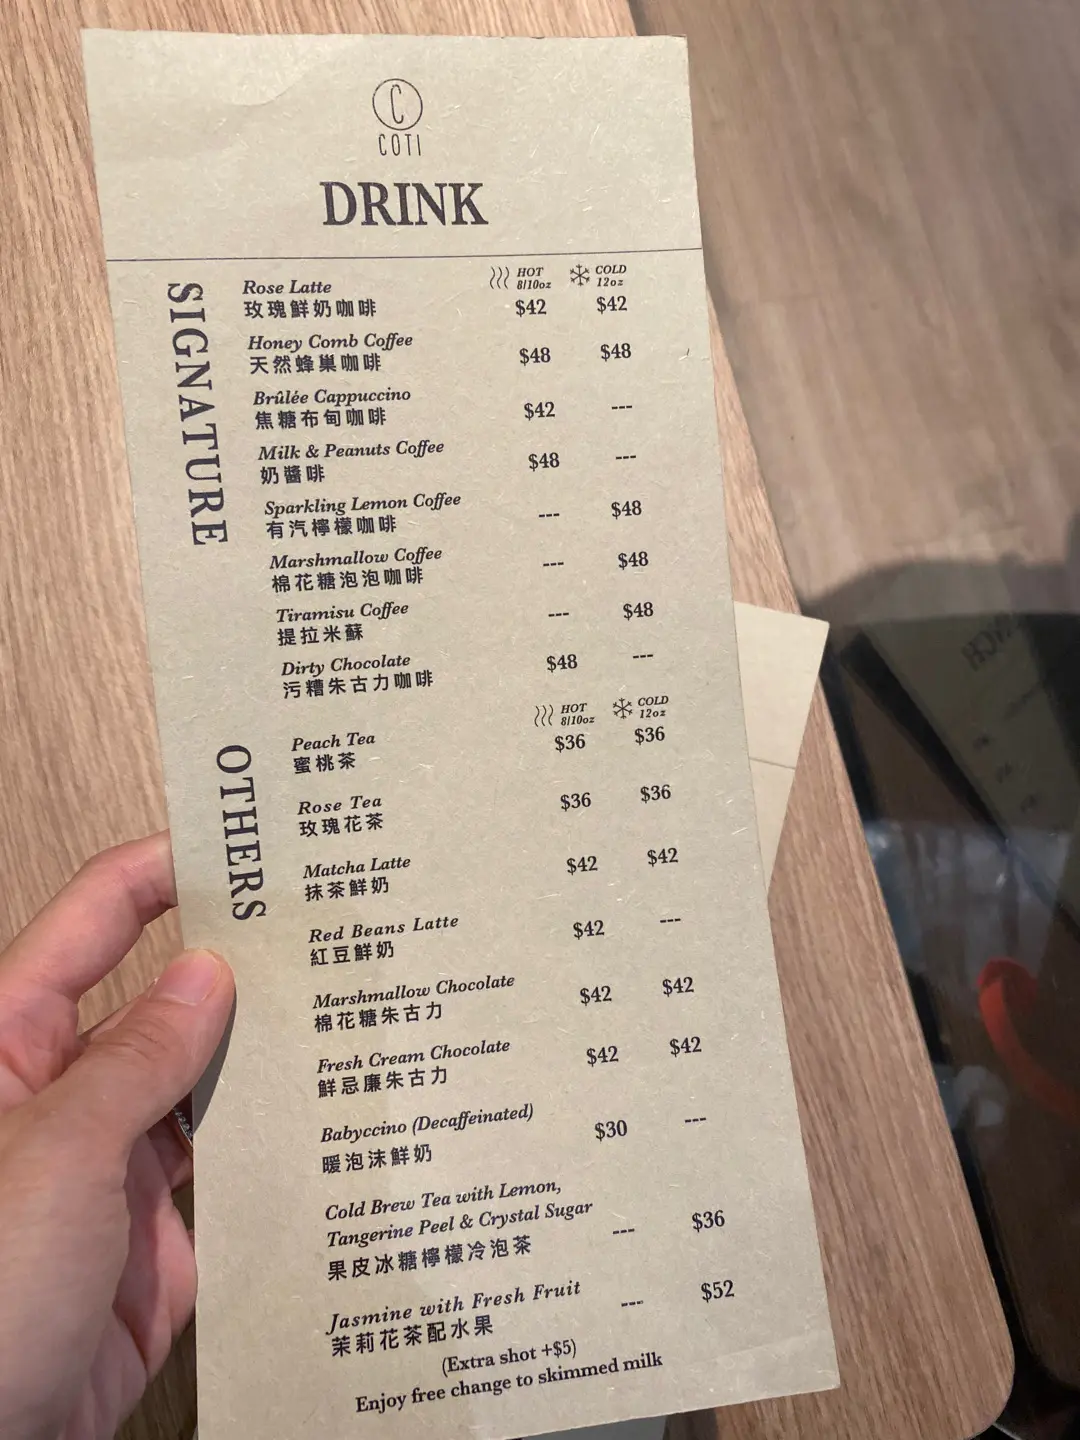 C
COTI
DRINK
SIGNATURE
HOT 8/10oz COLD 12oz
Rose Latte
玫瑰鮮奶咖啡 $42 $42
Honey Comb Coffee
天然蜂巢咖啡 $48 $48
Brûlée Cappuccino
焦糖布甸咖啡 $42 ---
Milk & Peanuts Coffee
奶醬啡 $48 ---
Sparkling Lemon Coffee
有汽檸檬咖啡 --- $48
Marshmallow Coffee
棉花糖泡泡咖啡 --- $48
Tiramisu Coffee
提拉米蘇 --- $48
Dirty Chocolate
污糟朱古力咖啡 $48 ---
OTHERS
HOT 8/10oz COLD 12oz
Peach Tea
蜜桃茶 $36 $36
Rose Tea
玫瑰花茶 $36 $36
Matcha Latte
抹茶鮮奶 $42 $42
Red Beans Latte
紅豆鮮奶 $42 ---
Marshmallow Chocolate
棉花糖朱古力 $42 $42
Fresh Cream Chocolate
鮮忌廉朱古力 $42 $42
Babyccino (Decaffeinated)
暖泡沫鮮奶 $30 ---
Cold Brew Tea with Lemon,
Tangerine Peel & Crystal Sugar
果皮冰糖檸檬冷泡茶 --- $36
Jasmine with Fresh Fruit
茉莉花茶配水果 --- $52
(Extra shot +$5)
Enjoy free change to skimmed milk